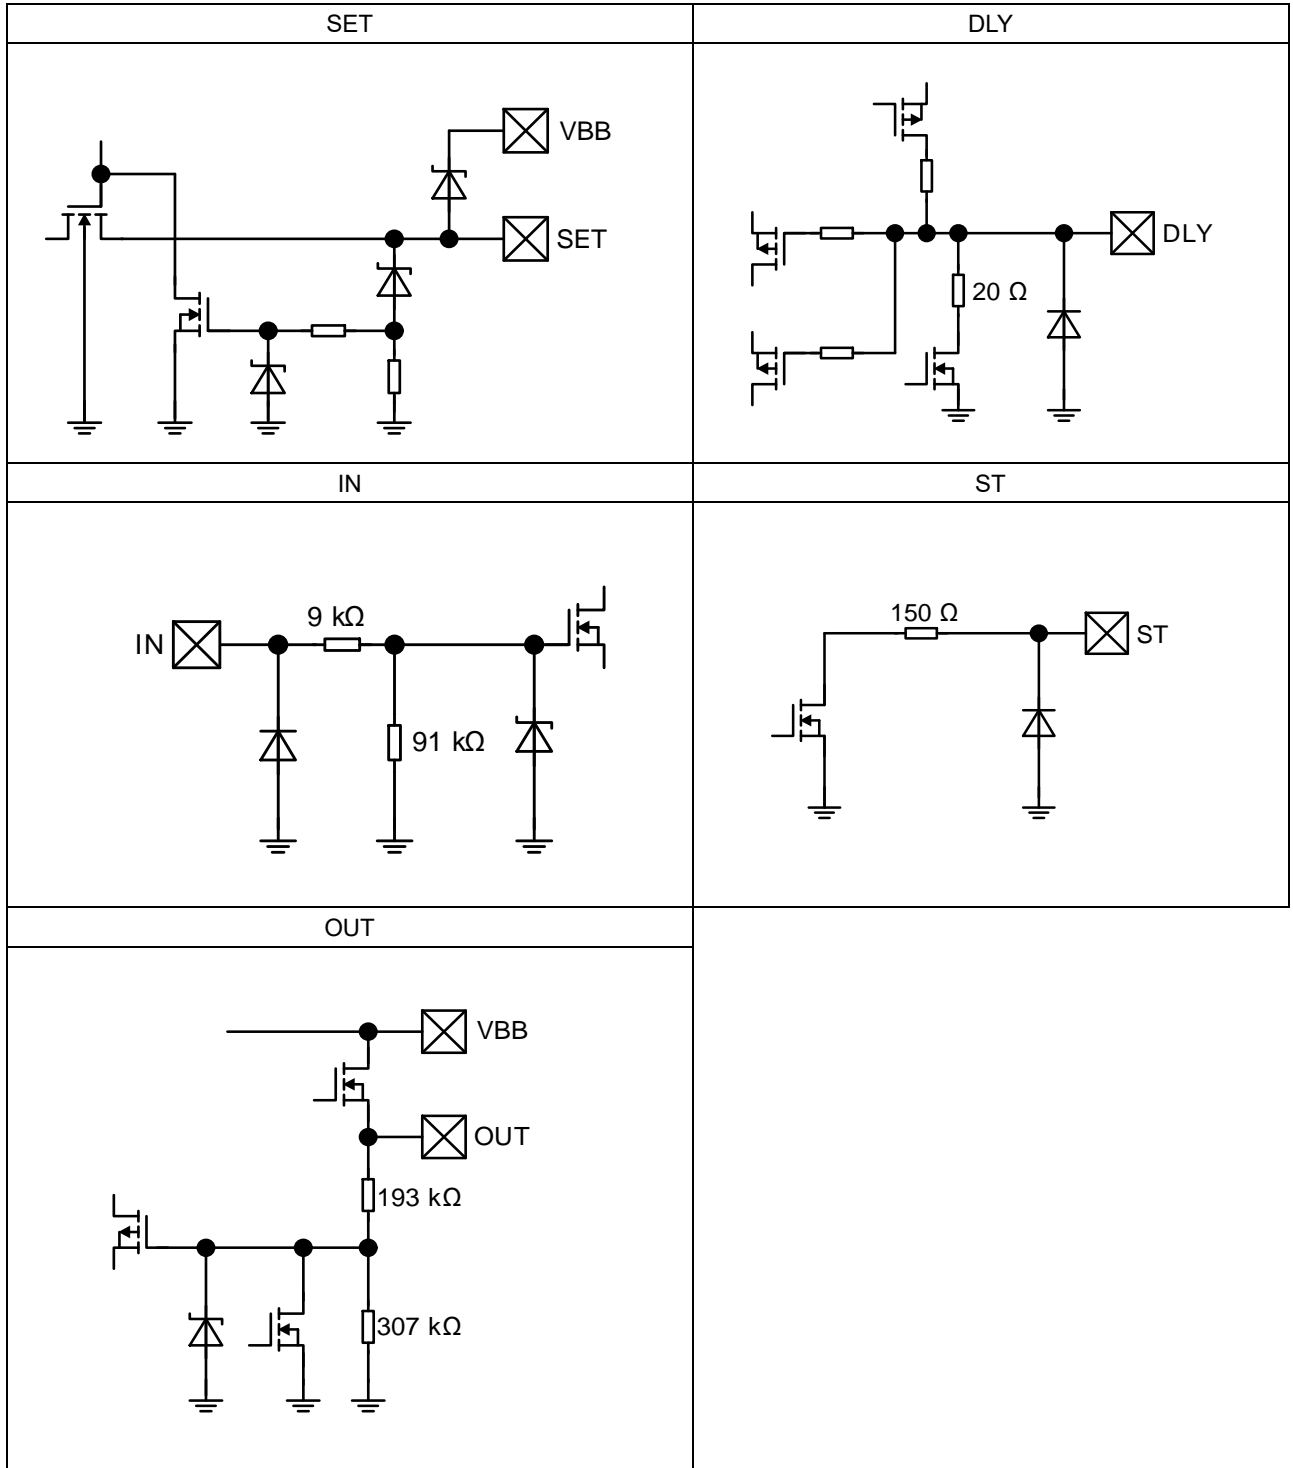 SET
DLY
VBB
SET
DLY
20 Ω
IN
ST
IN
9 kΩ
91 kΩ
150 Ω
ST
OUT
VBB
OUT
193 kΩ
307 kΩ